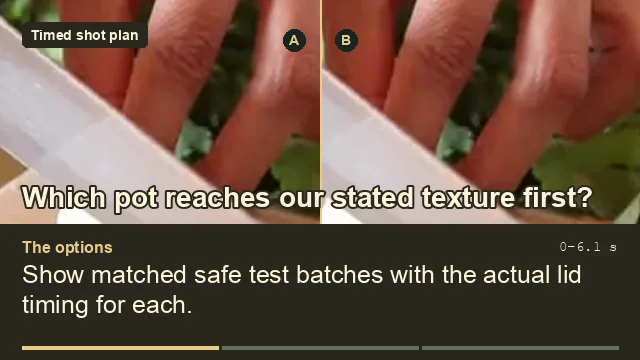 Timed shot plan
A
B
Which pot reaches our stated texture first?
The options
0–6.1 s
Show matched safe test batches with the actual lid
timing for each.